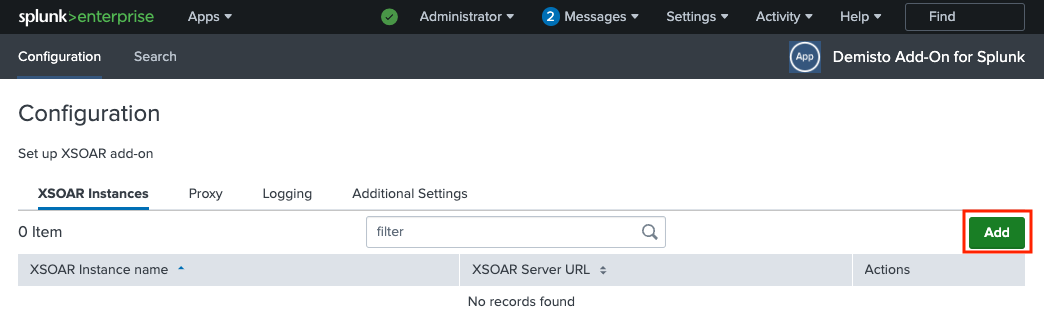 splunk>enterprise Apps Administrator 2 Messages Settings Activity Help Find
Configuration Search App Demisto Add-On for Splunk
Configuration
Set up XSOAR add-on
XSOAR Instances Proxy Logging Additional Settings
0 Item filter Add
XSOAR Instance name XSOAR Server URL Actions
No records found